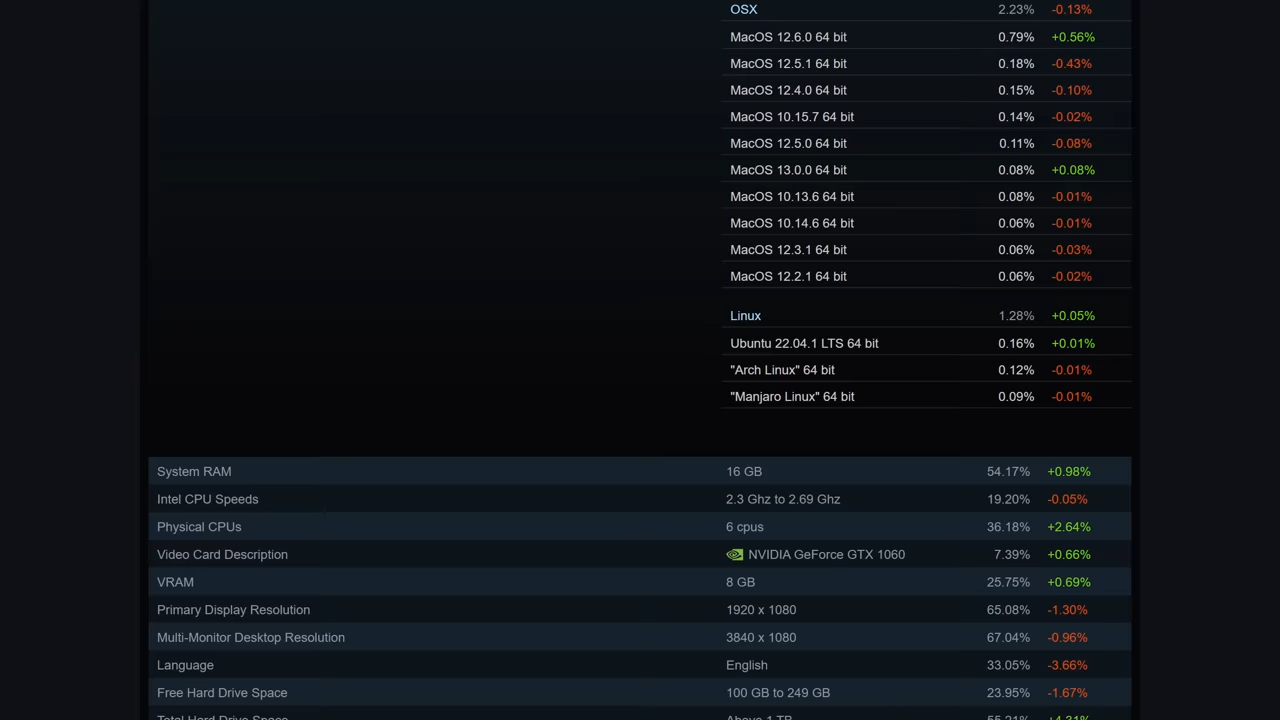 OSX 2.23% -0.13%
MacOS 12.6.0 64 bit 0.79% +0.56%
MacOS 12.5.1 64 bit 0.18% -0.43%
MacOS 12.4.0 64 bit 0.15% -0.10%
MacOS 10.15.7 64 bit 0.14% -0.02%
MacOS 12.5.0 64 bit 0.11% -0.08%
MacOS 13.0.0 64 bit 0.08% +0.08%
MacOS 10.13.6 64 bit 0.08% -0.01%
MacOS 10.14.6 64 bit 0.06% -0.01%
MacOS 12.3.1 64 bit 0.06% -0.03%
MacOS 12.2.1 64 bit 0.06% -0.02%
Linux 1.28% +0.05%
Ubuntu 22.04.1 LTS 64 bit 0.16% +0.01%
"Arch Linux" 64 bit 0.12% -0.01%
"Manjaro Linux" 64 bit 0.09% -0.01%
System RAM 16 GB 54.17% +0.98%
Intel CPU Speeds 2.3 Ghz to 2.69 Ghz 19.20% -0.05%
Physical CPUs 6 cpus 36.18% +2.64%
Video Card Description NVIDIA GeForce GTX 1060 7.39% +0.66%
VRAM 8 GB 25.75% +0.69%
Primary Display Resolution 1920 x 1080 65.08% -1.30%
Multi-Monitor Desktop Resolution 3840 x 1080 67.04% -0.96%
Language English 33.05% -3.66%
Free Hard Drive Space 100 GB to 249 GB 23.95% -1.67%
Total Hard Drive Space Above 1 TB 55.21% +4.31%